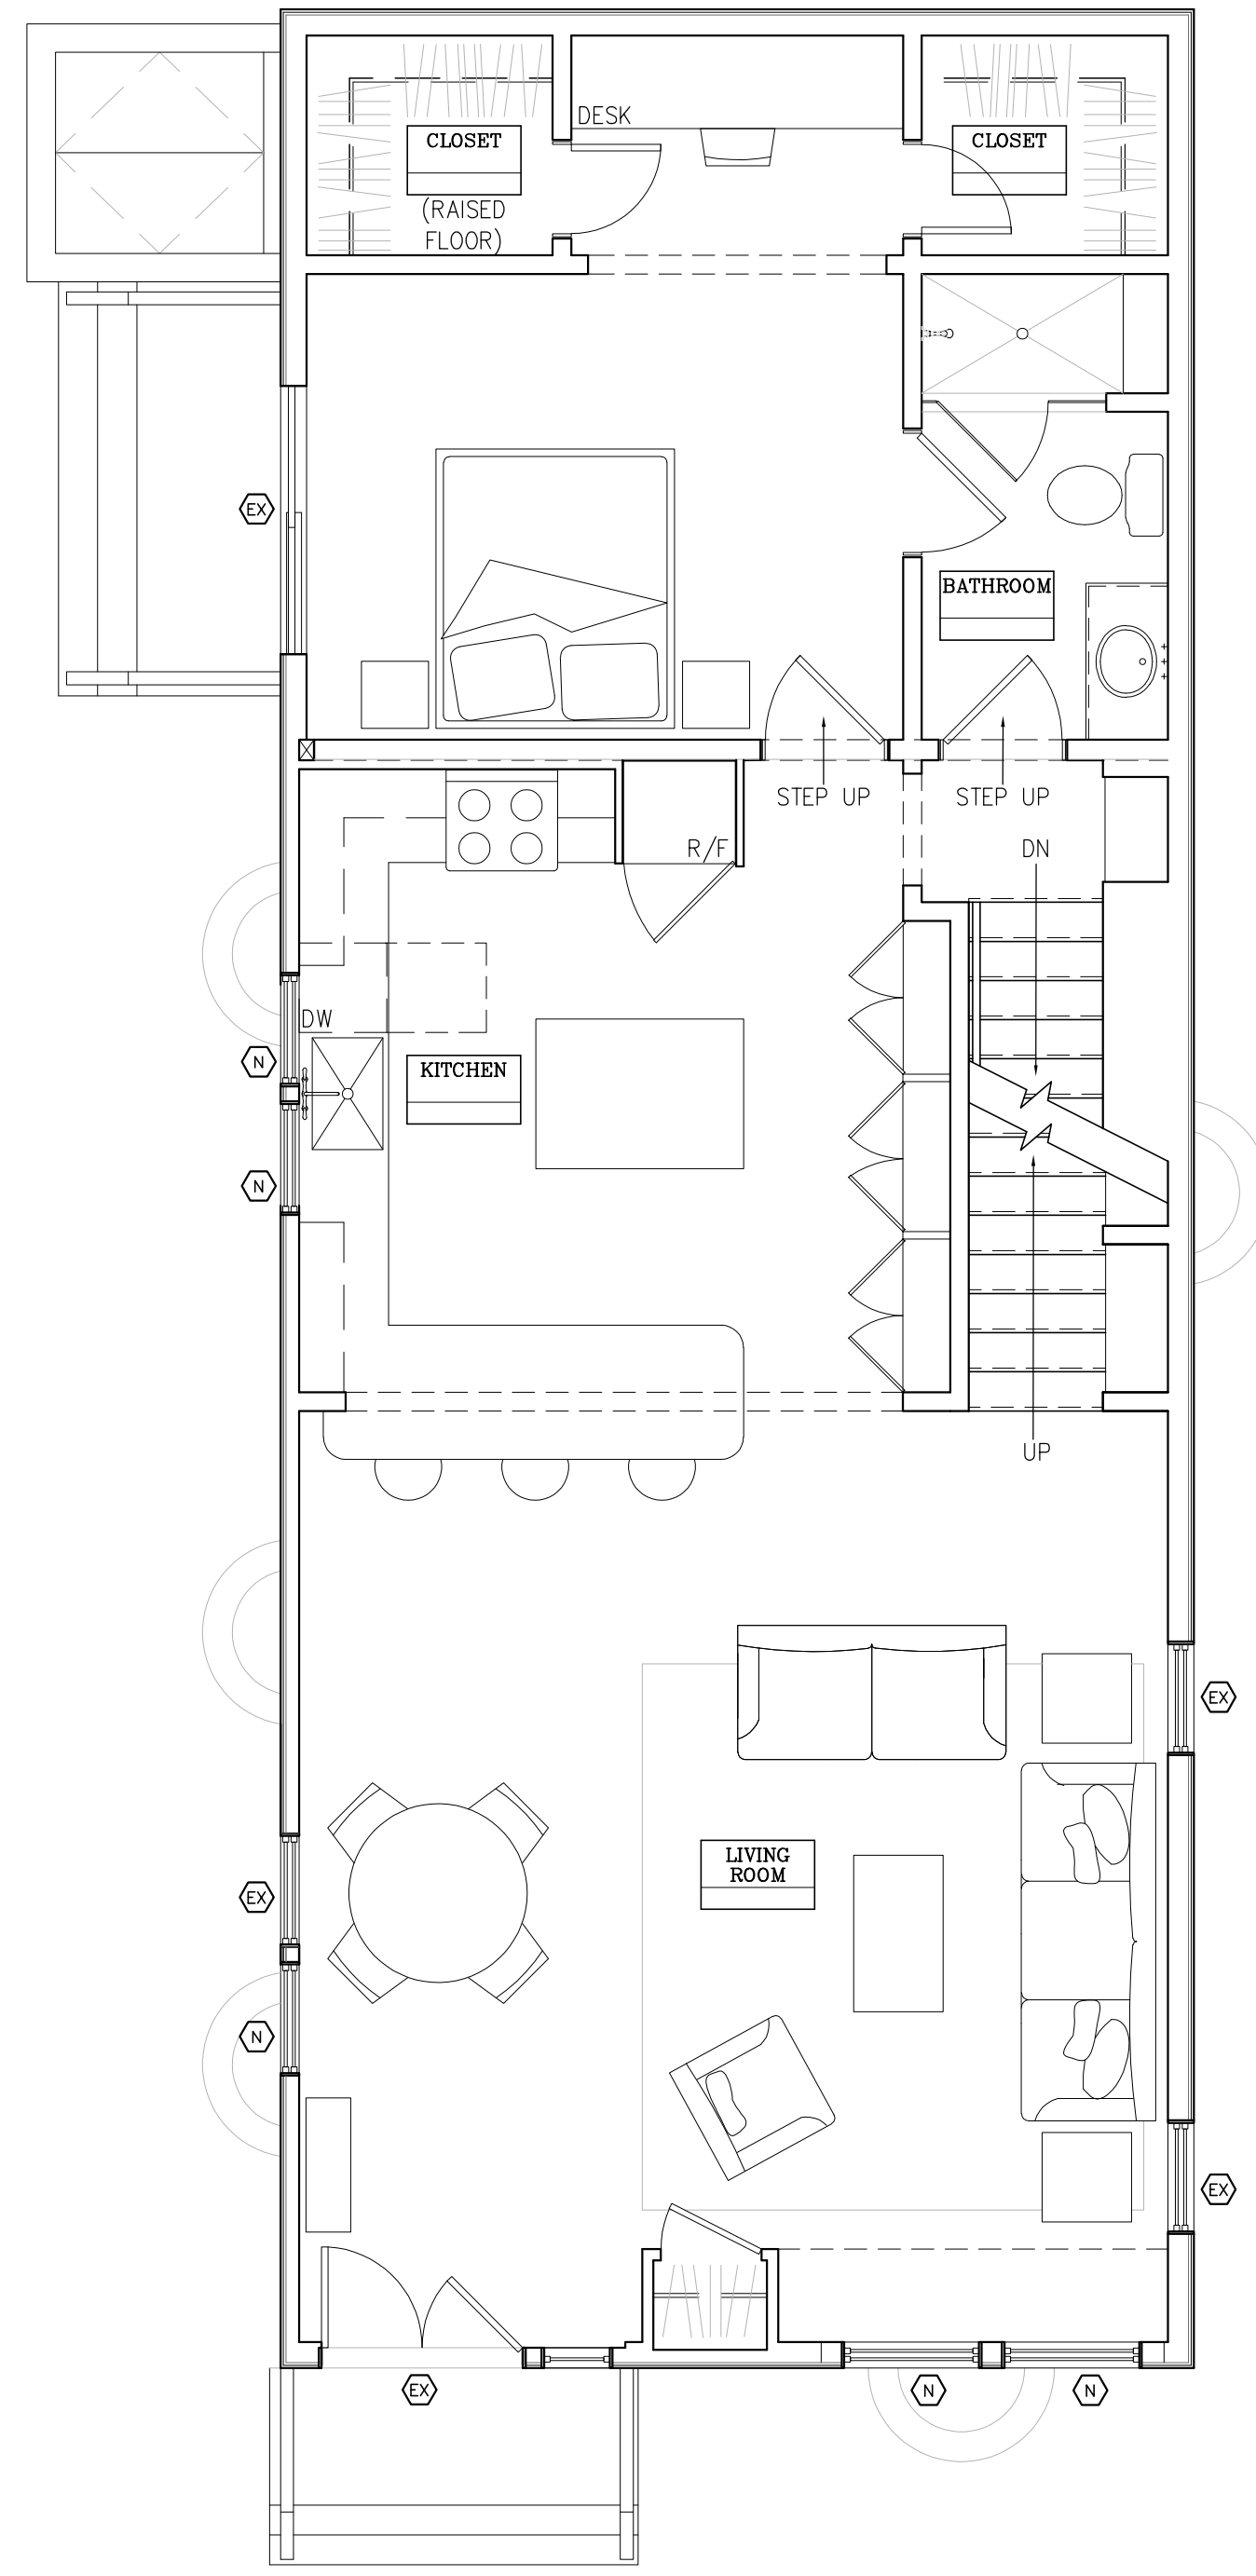 DESK
CLOSET
CLOSET
(RAISED
FLOOR)
EX
BATHROOM
STEP UP
STEP UP
R/F
DN
DW
N
KITCHEN
N
UP
EX
LIVING
ROOM
EX
N
EX
EX
N
N